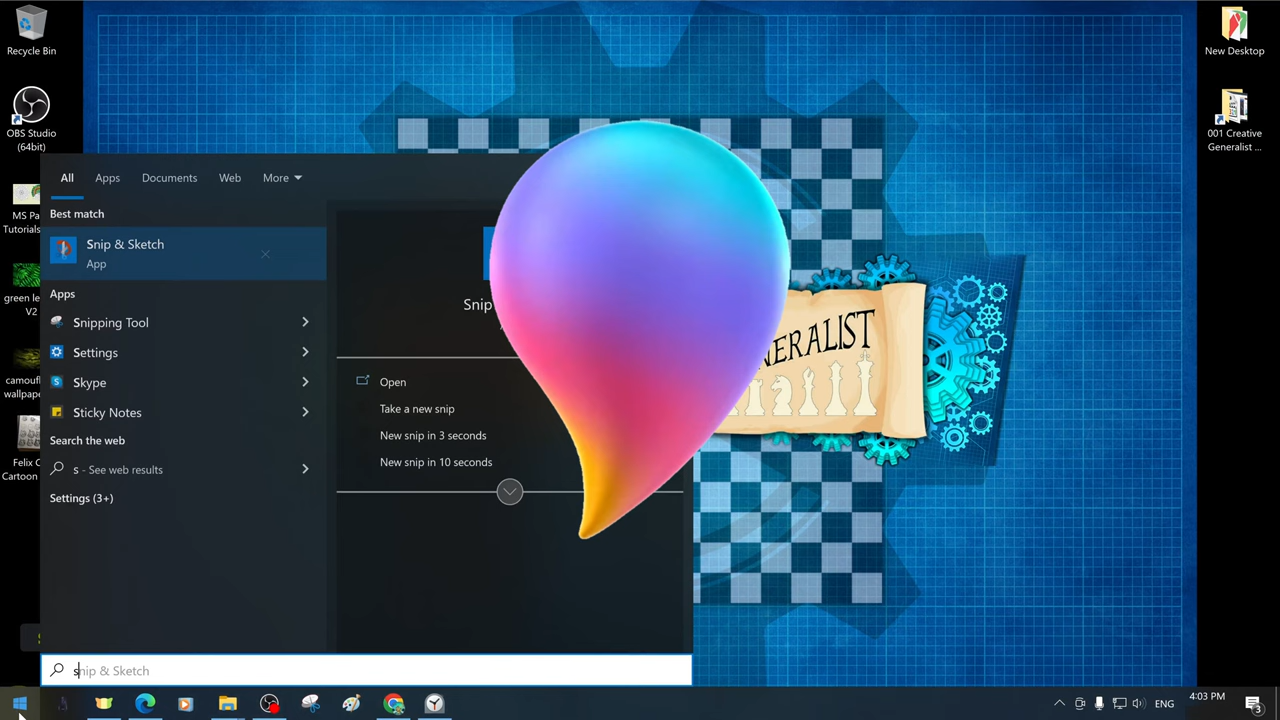 Recycle Bin
OBS Studio
(64bit)
MS Pa
Tutorials
green le
V2
camoufl
wallpape
Felix C
Cartoon
New Desktop
001 Creative
Generalist ...
All
Apps
Documents
Web
More
Best match
Snip & Sketch
App
Apps
Snipping Tool
Settings
Skype
Sticky Notes
Search the web
s - See web results
Settings (3+)
Snip
Open
Take a new snip
New snip in 3 seconds
New snip in 10 seconds
NERALIST
snip & Sketch
ENG
4:03 PM
3